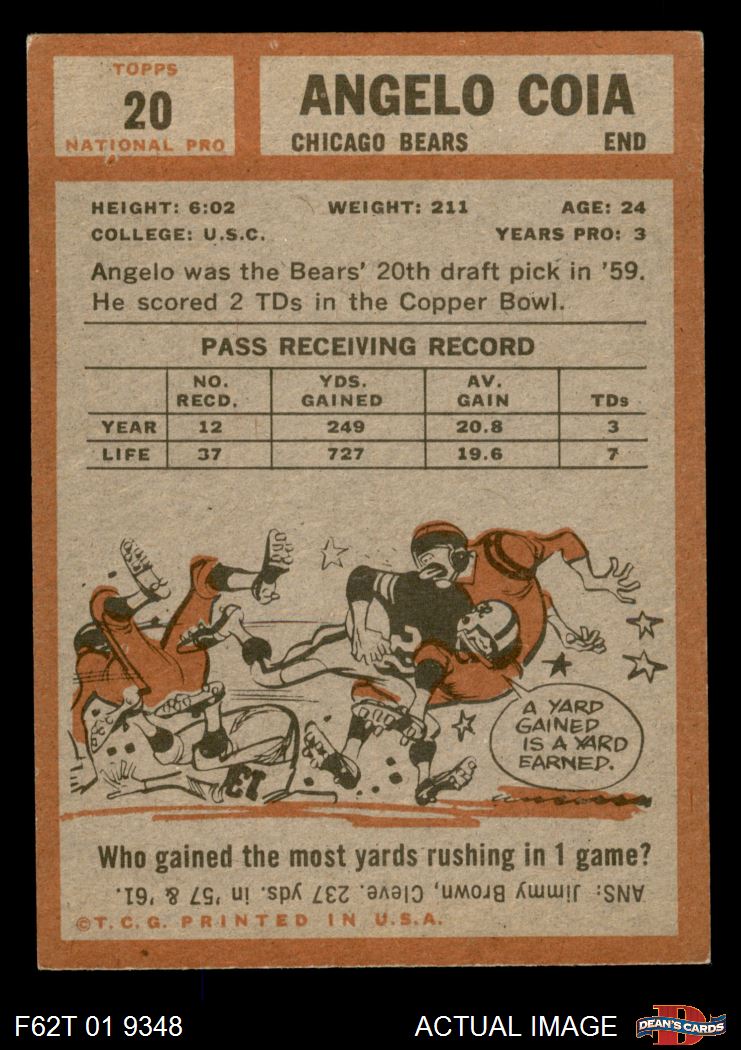 TOPPS
20
NATIONAL PRO
ANGELO COIA
CHICAGO BEARS END
HEIGHT: 6:02 WEIGHT: 211 AGE: 24
COLLEGE: U.S.C. YEARS PRO: 3
Angelo was the Bears' 20th draft pick in '59.
He scored 2 TDs in the Copper Bowl.
PASS RECEIVING RECORD
NO. RECD. YDS. GAINED AV. GAIN TDs
YEAR 12 249 20.8 3
LIFE 37 727 19.6 7
A YARD
GAINED
IS A YARD
EARNED.
13
Who gained the most yards rushing in 1 game?
ANS: Jimmy Brown, Cleve. 237 yds. in '57 & '61.
©T.C.G. PRINTED IN U.S.A.
F62T 01 9348 ACTUAL IMAGE
D
DEAN'S CARDS